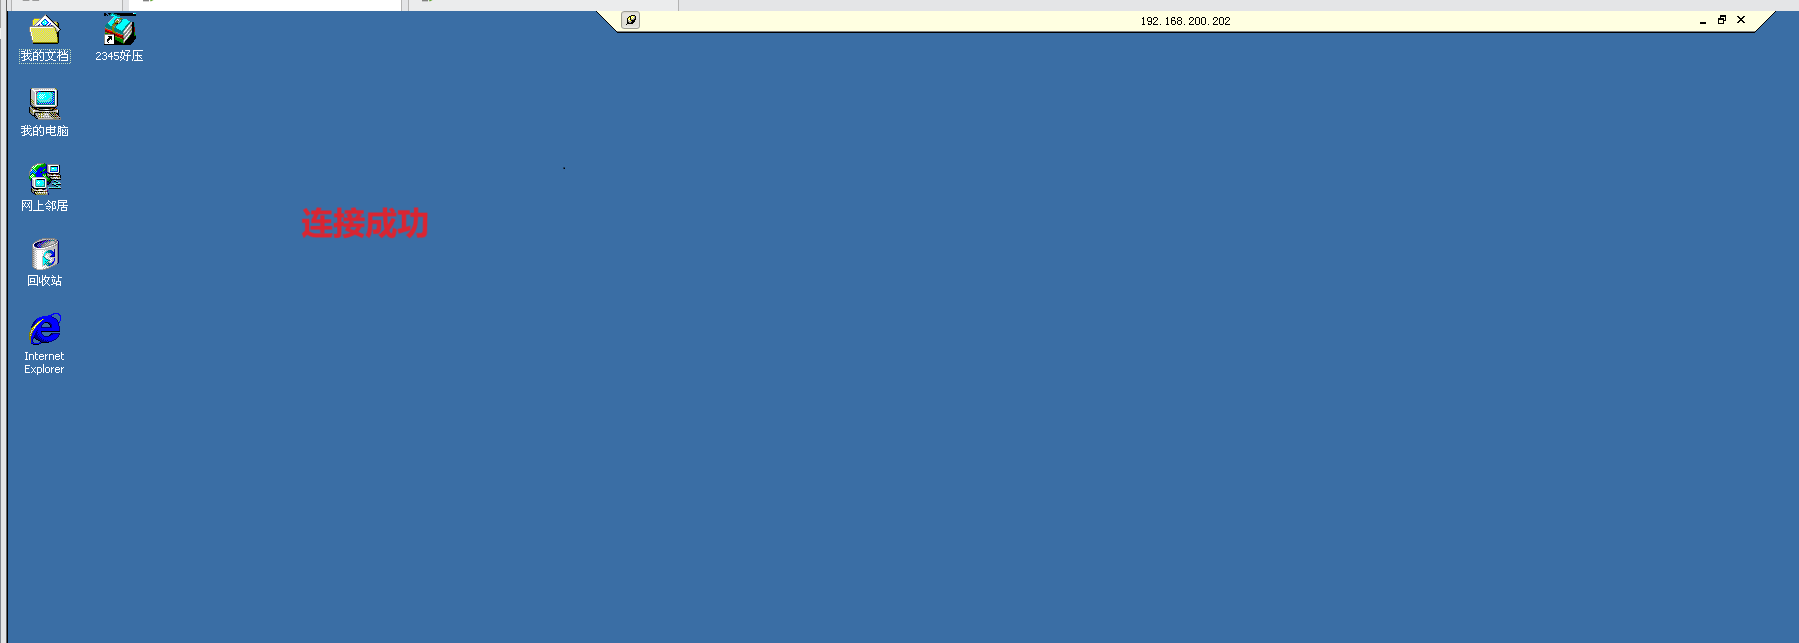 192.168.200.202
我的文档
2345好压
我的电脑
网上邻居
连接成功
回收站
Internet
Explorer